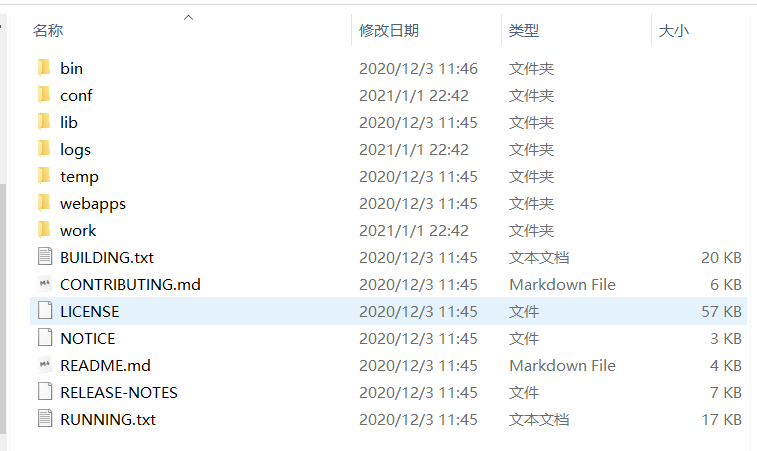 名称 修改日期 类型 大小
bin 2020/12/3 11:46 文件夹
conf 2021/1/1 22:42 文件夹
lib 2020/12/3 11:45 文件夹
logs 2021/1/1 22:42 文件夹
temp 2020/12/3 11:45 文件夹
webapps 2020/12/3 11:45 文件夹
work 2021/1/1 22:42 文件夹
BUILDING.txt 2020/12/3 11:45 文本文档 20 KB
CONTRIBUTING.md 2020/12/3 11:45 Markdown File 6 KB
LICENSE 2020/12/3 11:45 文件 57 KB
NOTICE 2020/12/3 11:45 文件 3 KB
README.md 2020/12/3 11:45 Markdown File 4 KB
RELEASE-NOTES 2020/12/3 11:45 文件 7 KB
RUNNING.txt 2020/12/3 11:45 文本文档 17 KB